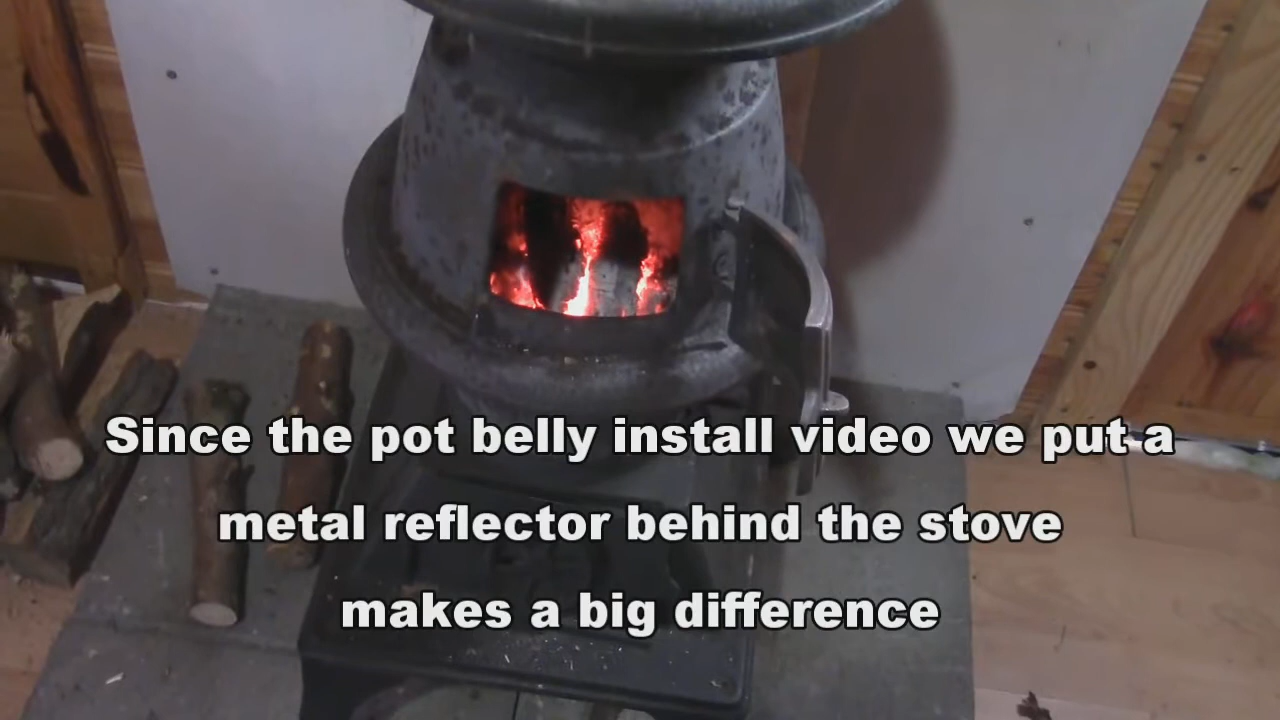 Since the pot belly install video we put a
metal reflector behind the stove
makes a big difference